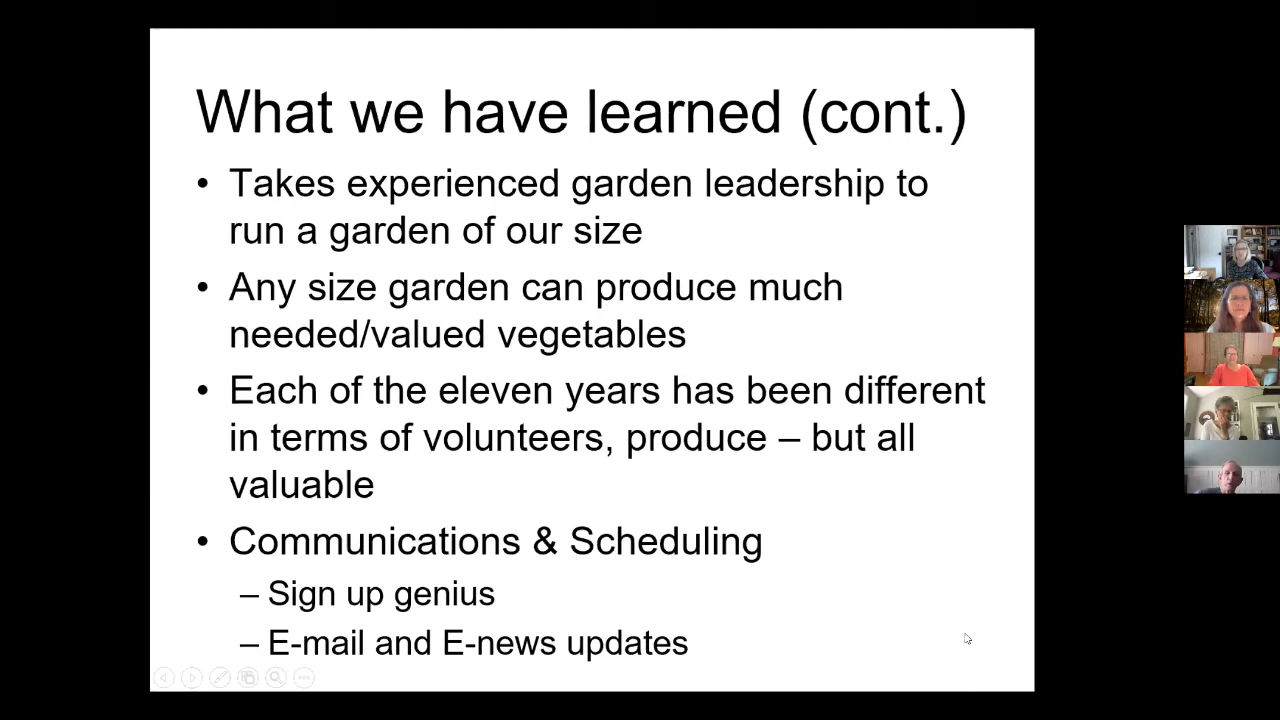 What we have learned (cont.)
• Takes experienced garden leadership to
run a garden of our size
• Any size garden can produce much
needed/valued vegetables
• Each of the eleven years has been different
in terms of volunteers, produce – but all
valuable
• Communications & Scheduling
– Sign up genius
– E-mail and E-news updates